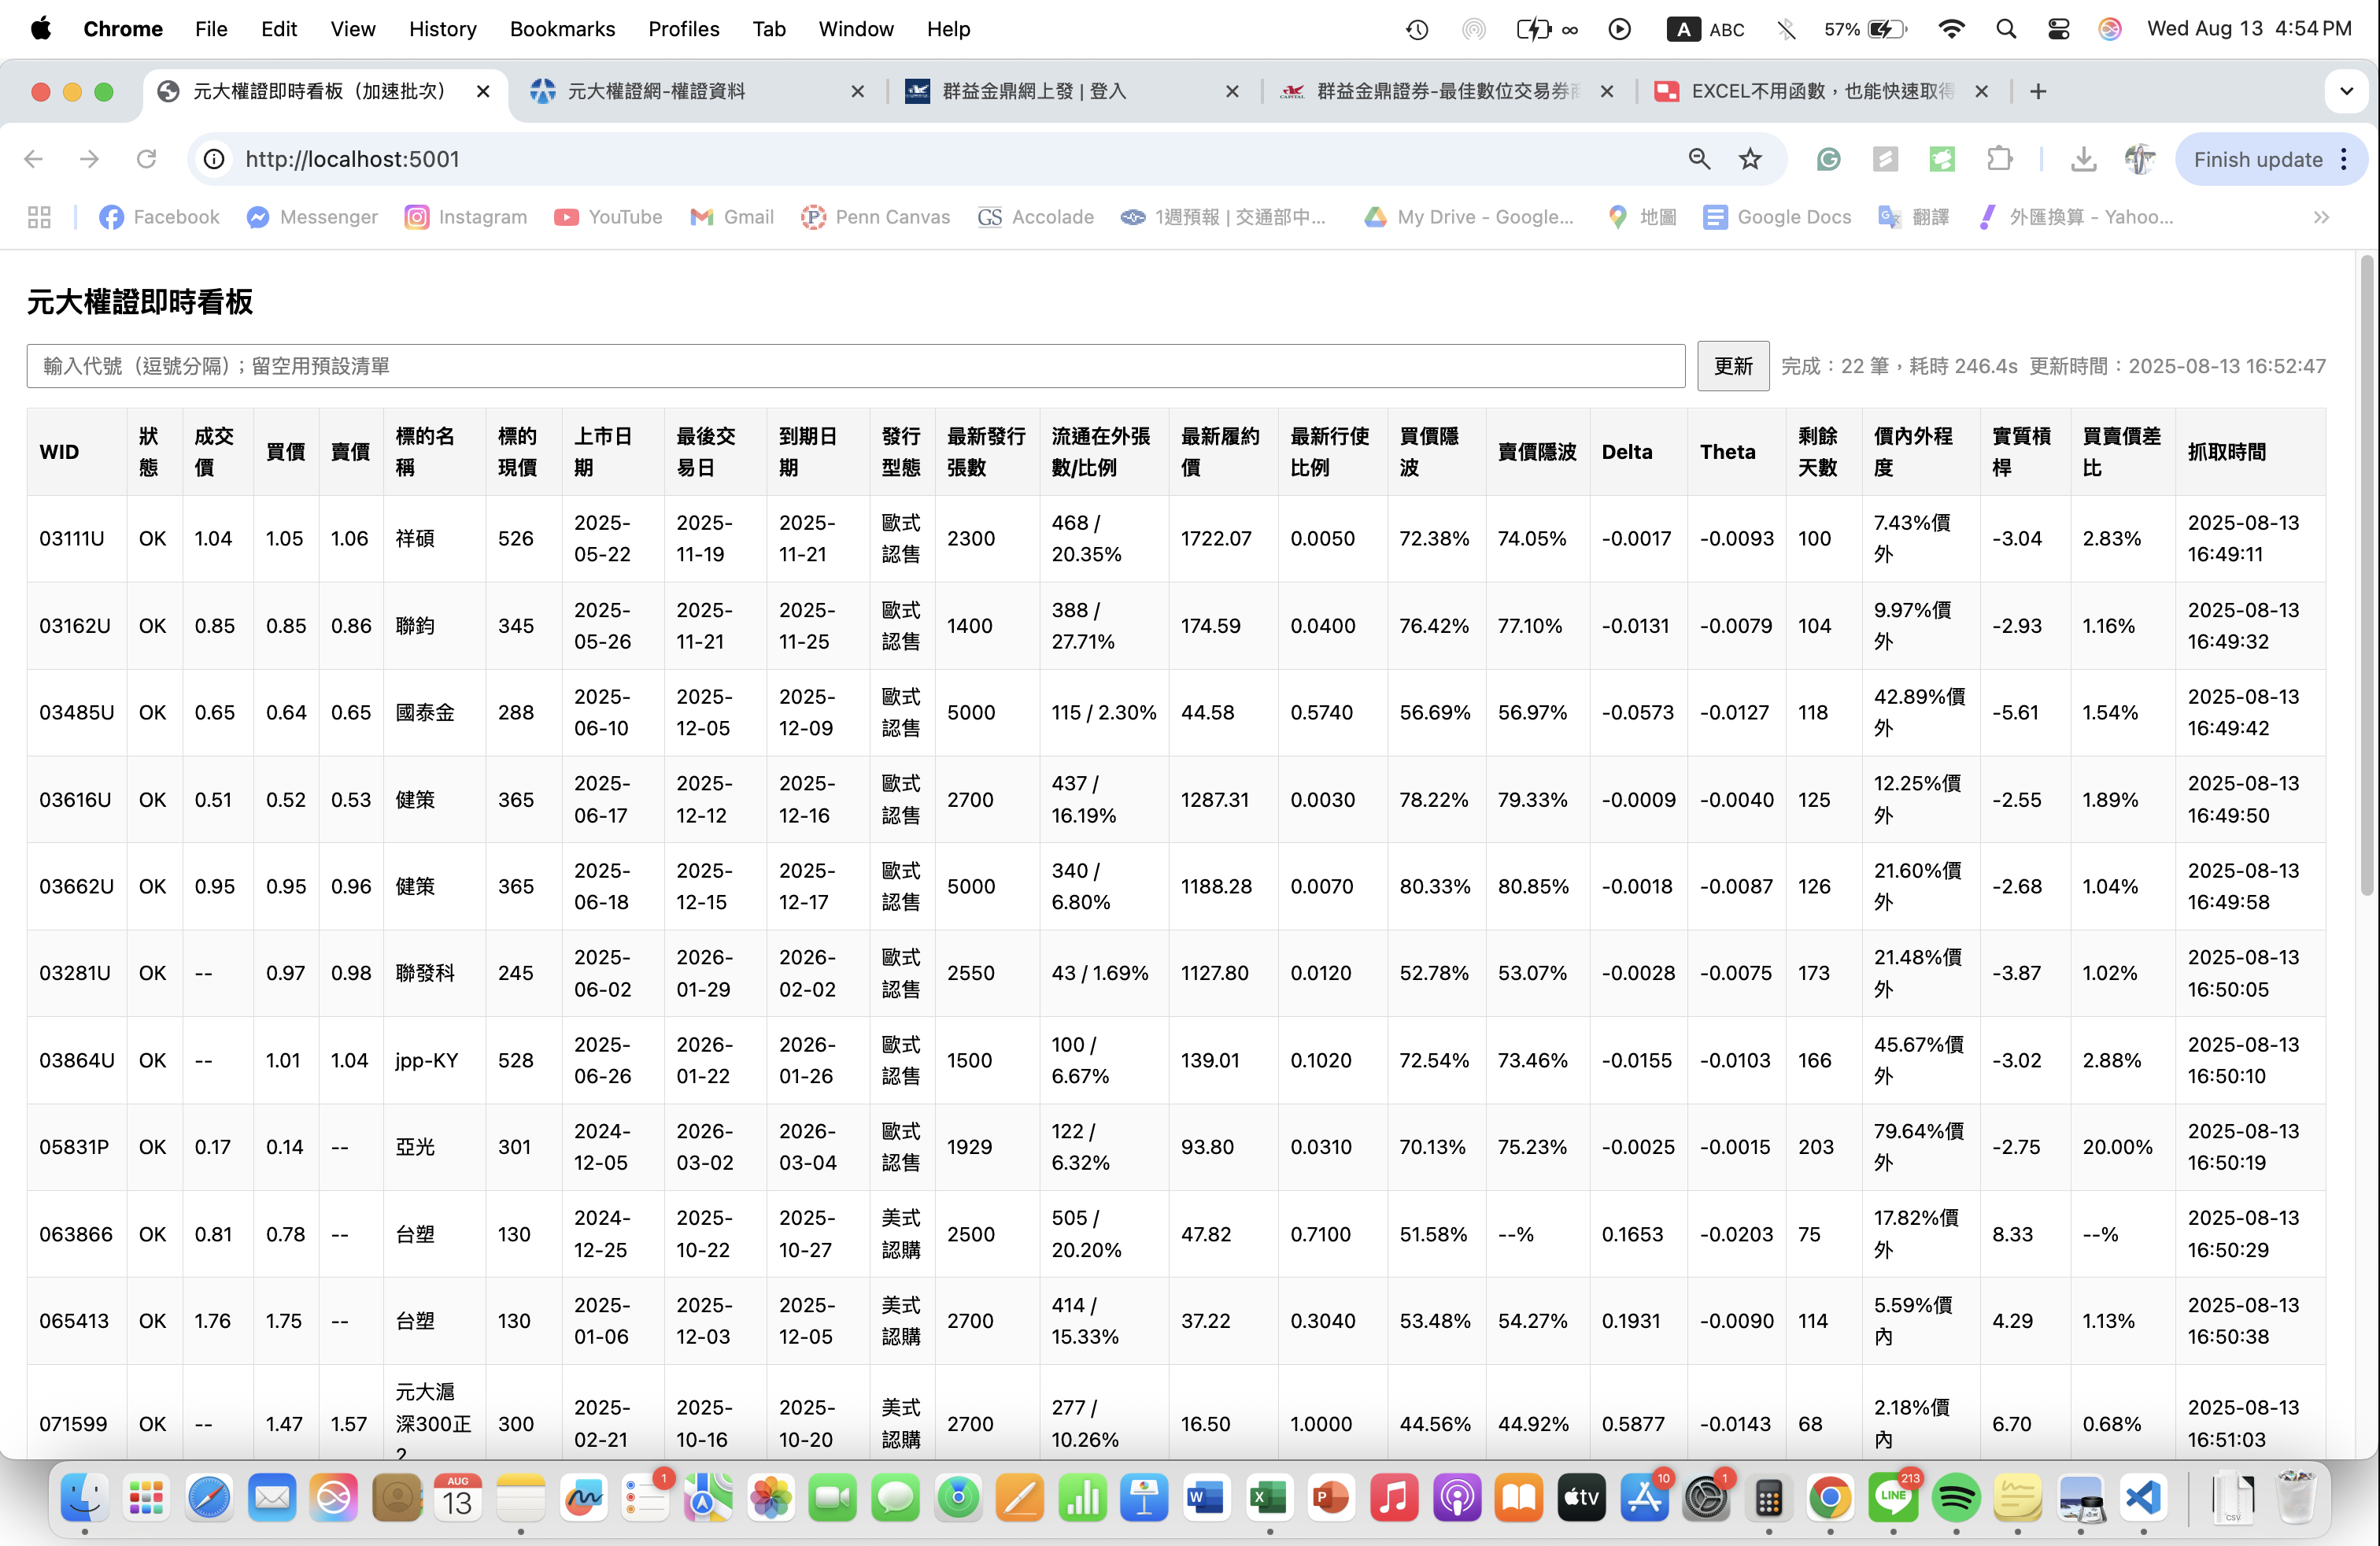 Chrome File Edit View History Bookmarks Profiles Tab Window Help A ABC 57% Wed Aug 13 4:54 PM
元大權證即時看板（加速批次） 元大權證網-權證資料 群益金鼎網上發 | 登入 群益金鼎證券-最佳數位交易券商 EXCEL不用函數，也能快速取得
http://localhost:5001 Finish update
Facebook Messenger Instagram YouTube Gmail Penn Canvas GS Accolade 1週預報 | 交通部中... My Drive - Google... 地圖 Google Docs 翻譯 外匯換算 - Yahoo...
元大權證即時看板
輸入代號（逗號分隔）；留空用預設清單 更新 完成：22 筆，耗時 246.4s 更新時間：2025-08-13 16:52:47
WID 狀態 成交價 買價 賣價 標的名稱 標的現價 上市日期 最後交易日 到期日期 發行型態 最新發行張數 流通在外張數/比例 最新履約價 最新行使比例 買價隱波 賣價隱波 Delta Theta 剩餘天數 價內外程度 實質槓桿 買賣價差比 抓取時間
03111U OK 1.04 1.05 1.06 祥碩 526 2025-05-22 2025-11-19 2025-11-21 歐式認售 2300 468 / 20.35% 1722.07 0.0050 72.38% 74.05% -0.0017 -0.0093 100 7.43%價外 -3.04 2.83% 2025-08-13 16:49:11
03162U OK 0.85 0.85 0.86 聯鈞 345 2025-05-26 2025-11-21 2025-11-25 歐式認售 1400 388 / 27.71% 174.59 0.0400 76.42% 77.10% -0.0131 -0.0079 104 9.97%價外 -2.93 1.16% 2025-08-13 16:49:32
03485U OK 0.65 0.64 0.65 國泰金 288 2025-06-10 2025-12-05 2025-12-09 歐式認售 5000 115 / 2.30% 44.58 0.5740 56.69% 56.97% -0.0573 -0.0127 118 42.89%價外 -5.61 1.54% 2025-08-13 16:49:42
03616U OK 0.51 0.52 0.53 健策 365 2025-06-17 2025-12-12 2025-12-16 歐式認售 2700 437 / 16.19% 1287.31 0.0030 78.22% 79.33% -0.0009 -0.0040 125 12.25%價外 -2.55 1.89% 2025-08-13 16:49:50
03662U OK 0.95 0.95 0.96 健策 365 2025-06-18 2025-12-15 2025-12-17 歐式認售 5000 340 / 6.80% 1188.28 0.0070 80.33% 80.85% -0.0018 -0.0087 126 21.60%價外 -2.68 1.04% 2025-08-13 16:49:58
03281U OK -- 0.97 0.98 聯發科 245 2025-06-02 2026-01-29 2026-02-02 歐式認售 2550 43 / 1.69% 1127.80 0.0120 52.78% 53.07% -0.0028 -0.0075 173 21.48%價外 -3.87 1.02% 2025-08-13 16:50:05
03864U OK -- 1.01 1.04 jpp-KY 528 2025-06-26 2026-01-22 2026-01-26 歐式認售 1500 100 / 6.67% 139.01 0.1020 72.54% 73.46% -0.0155 -0.0103 166 45.67%價外 -3.02 2.88% 2025-08-13 16:50:10
05831P OK 0.17 0.14 -- 亞光 301 2024-12-05 2026-03-02 2026-03-04 歐式認售 1929 122 / 6.32% 93.80 0.0310 70.13% 75.23% -0.0025 -0.0015 203 79.64%價外 -2.75 20.00% 2025-08-13 16:50:19
063866 OK 0.81 0.78 -- 台塑 130 2024-12-25 2025-10-22 2025-10-27 美式認購 2500 505 / 20.20% 47.82 0.7100 51.58% --% 0.1653 -0.0203 75 17.82%價外 8.33 --% 2025-08-13 16:50:29
065413 OK 1.76 1.75 -- 台塑 130 2025-01-06 2025-12-03 2025-12-05 美式認購 2700 414 / 15.33% 37.22 0.3040 53.48% 54.27% 0.1931 -0.0090 114 5.59%價內 4.29 1.13% 2025-08-13 16:50:38
071599 OK -- 1.47 1.57 元大滬深300正2 300 2025-02-21 2025-10-16 2025-10-20 美式認購 2700 277 / 10.26% 16.50 1.0000 44.56% 44.92% 0.5877 -0.0143 68 2.18%價內 6.70 0.68% 2025-08-13 16:51:03
AUG 13 1 W X P tv 10 1 LINE 213 CSV